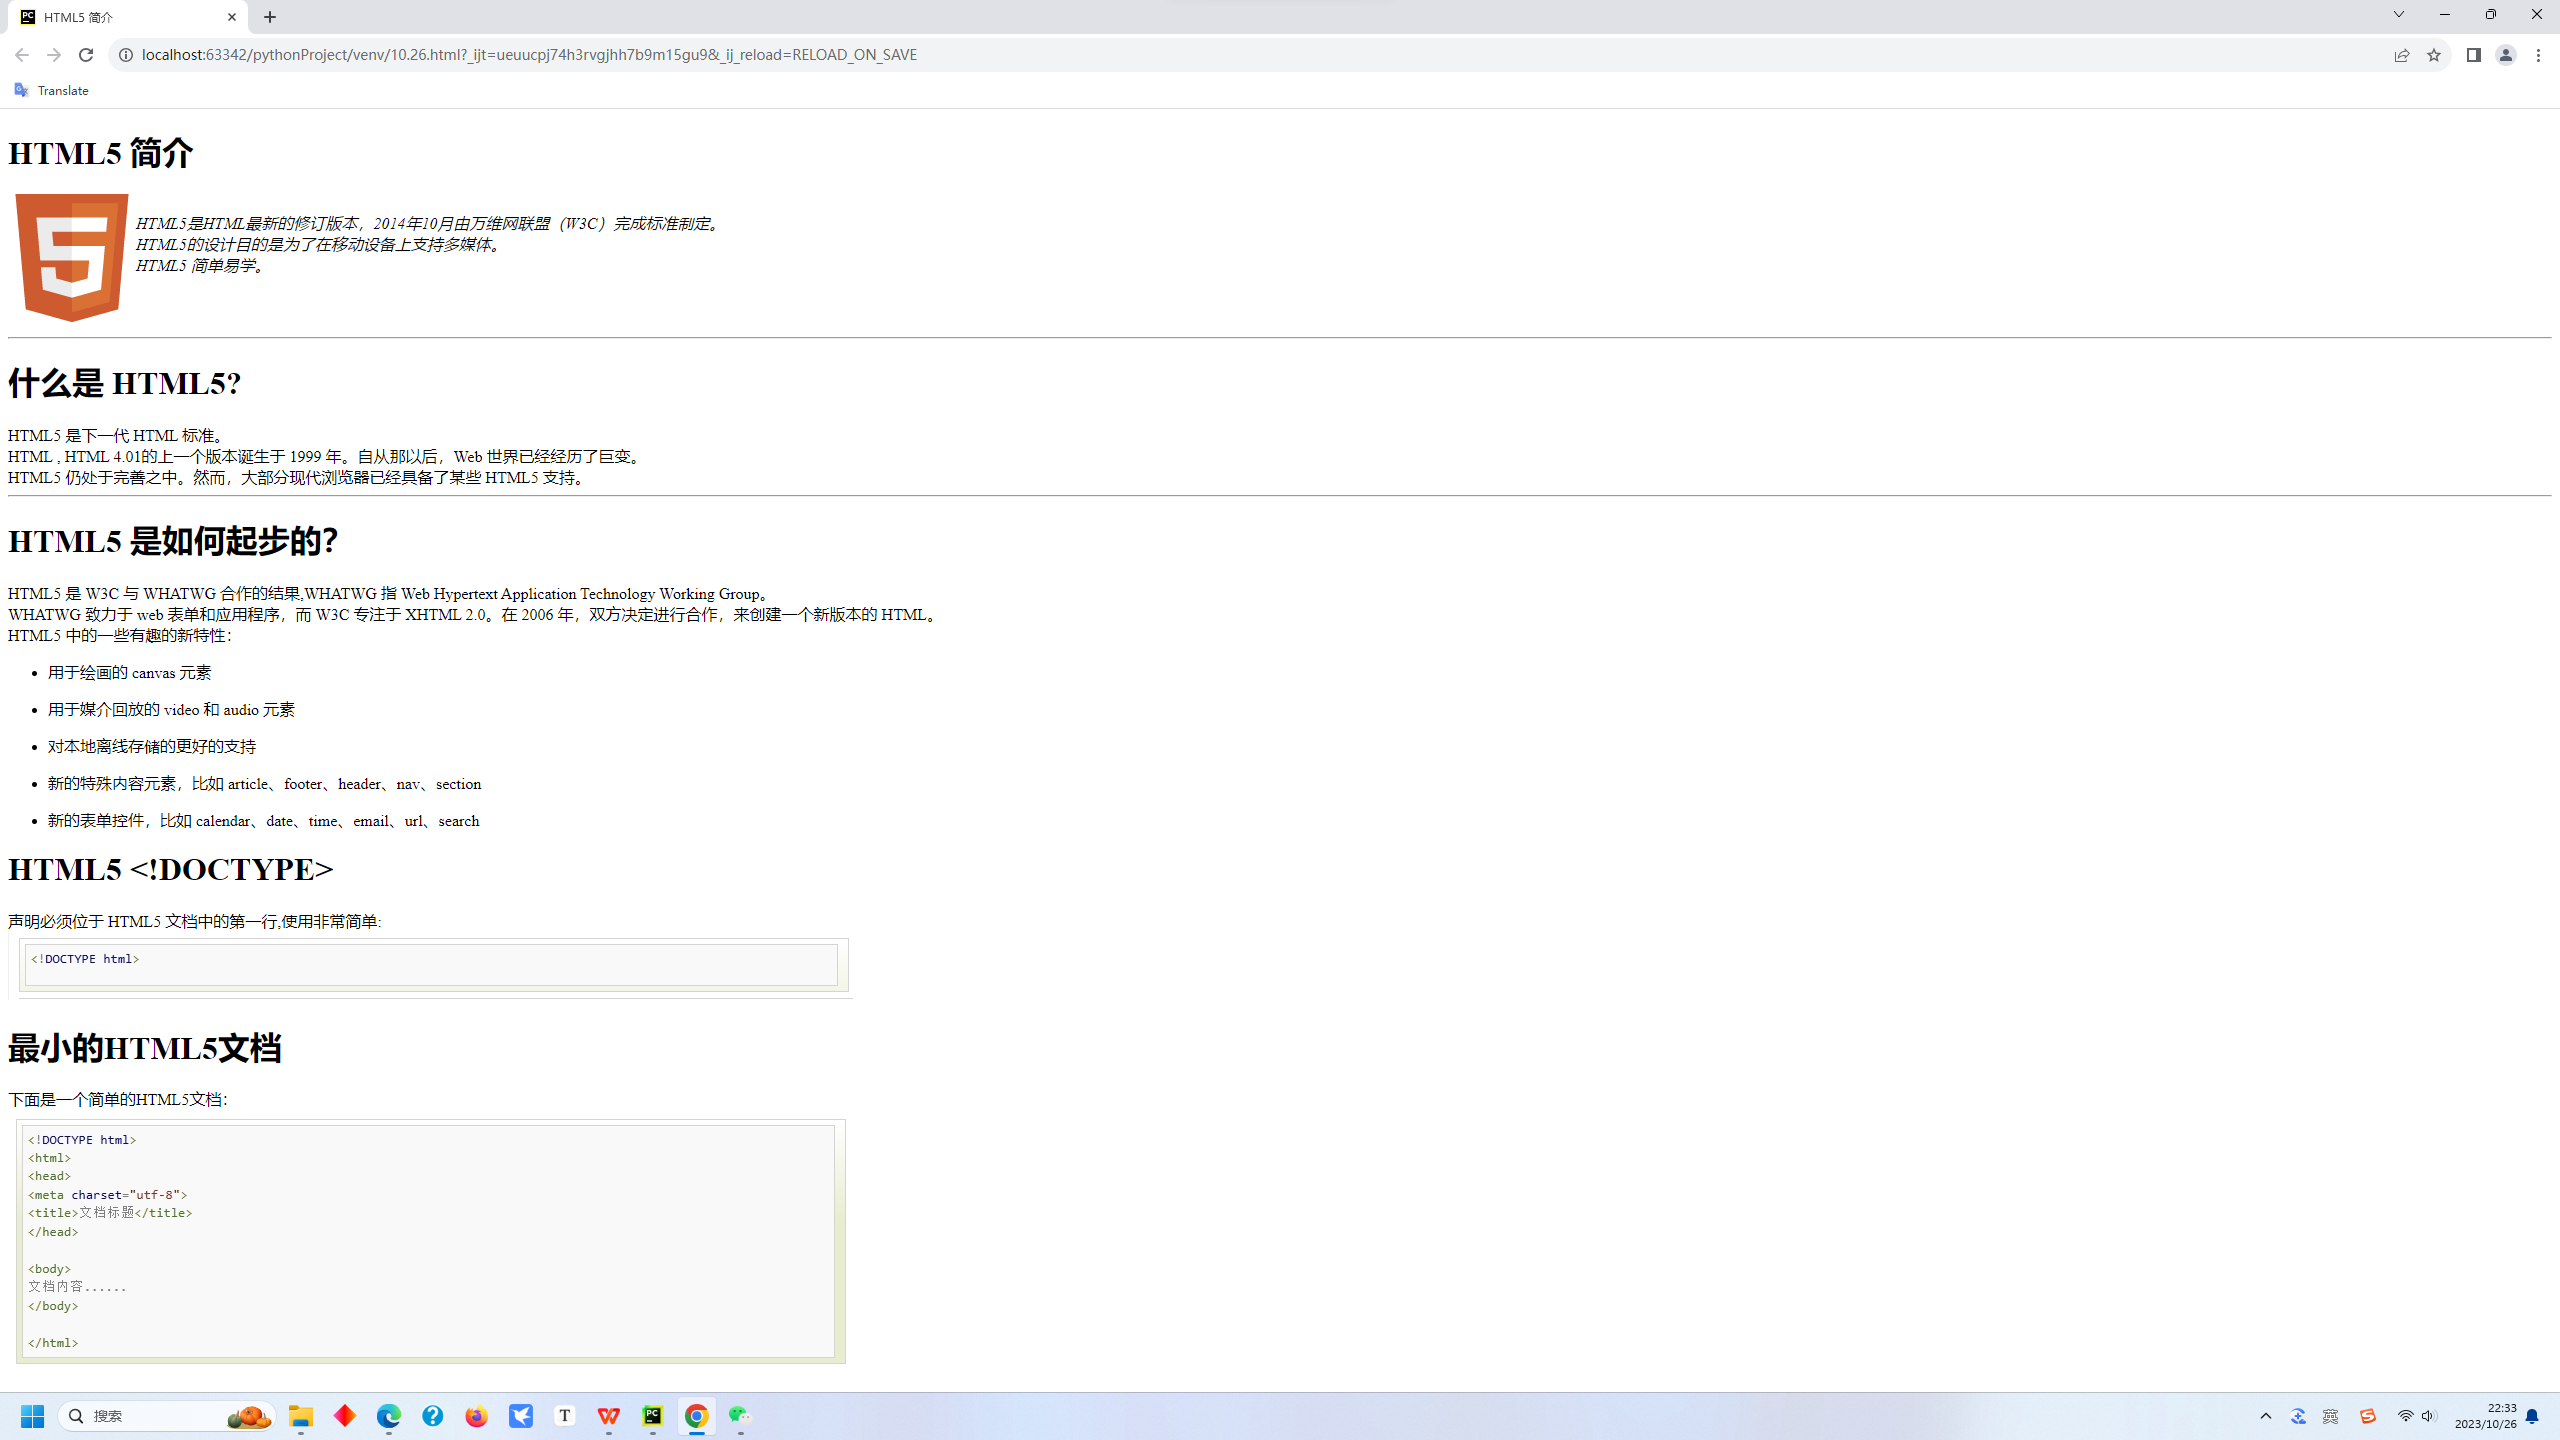 HTML5 简介
localhost:63342/pythonProject/venv/10.26.html?_ijt=ueuucpj74h3rvgjhh7b9m15gu9&_ij_reload=RELOAD_ON_SAVE
Translate
HTML5 简介
HTML5是HTML最新的修订版本，2014年10月由万维网联盟（W3C）完成标准制定。
HTML5的设计目的是为了在移动设备上支持多媒体。
HTML5 简单易学。
什么是 HTML5?
HTML5 是下一代 HTML 标准。
HTML , HTML 4.01的上一个版本诞生于 1999 年。自从那以后，Web 世界已经经历了巨变。
HTML5 仍处于完善之中。然而，大部分现代浏览器已经具备了某些 HTML5 支持。
HTML5 是如何起步的？
HTML5 是 W3C 与 WHATWG 合作的结果,WHATWG 指 Web Hypertext Application Technology Working Group。
WHATWG 致力于 web 表单和应用程序，而 W3C 专注于 XHTML 2.0。在 2006 年，双方决定进行合作，来创建一个新版本的 HTML。
HTML5 中的一些有趣的新特性：
• 用于绘画的 canvas 元素
• 用于媒介回放的 video 和 audio 元素
• 对本地离线存储的更好的支持
• 新的特殊内容元素，比如 article、footer、header、nav、section
• 新的表单控件，比如 calendar、date、time、email、url、search
HTML5 <!DOCTYPE>
声明必须位于 HTML5 文档中的第一行,使用非常简单:
<!DOCTYPE html>
最小的HTML5文档
下面是一个简单的HTML5文档：
<!DOCTYPE html>
<html>
<head>
<meta charset="utf-8">
<title>文档标题</title>
</head>
<body>
文档内容......
</body>
</html>
搜索
英
22:33
2023/10/26